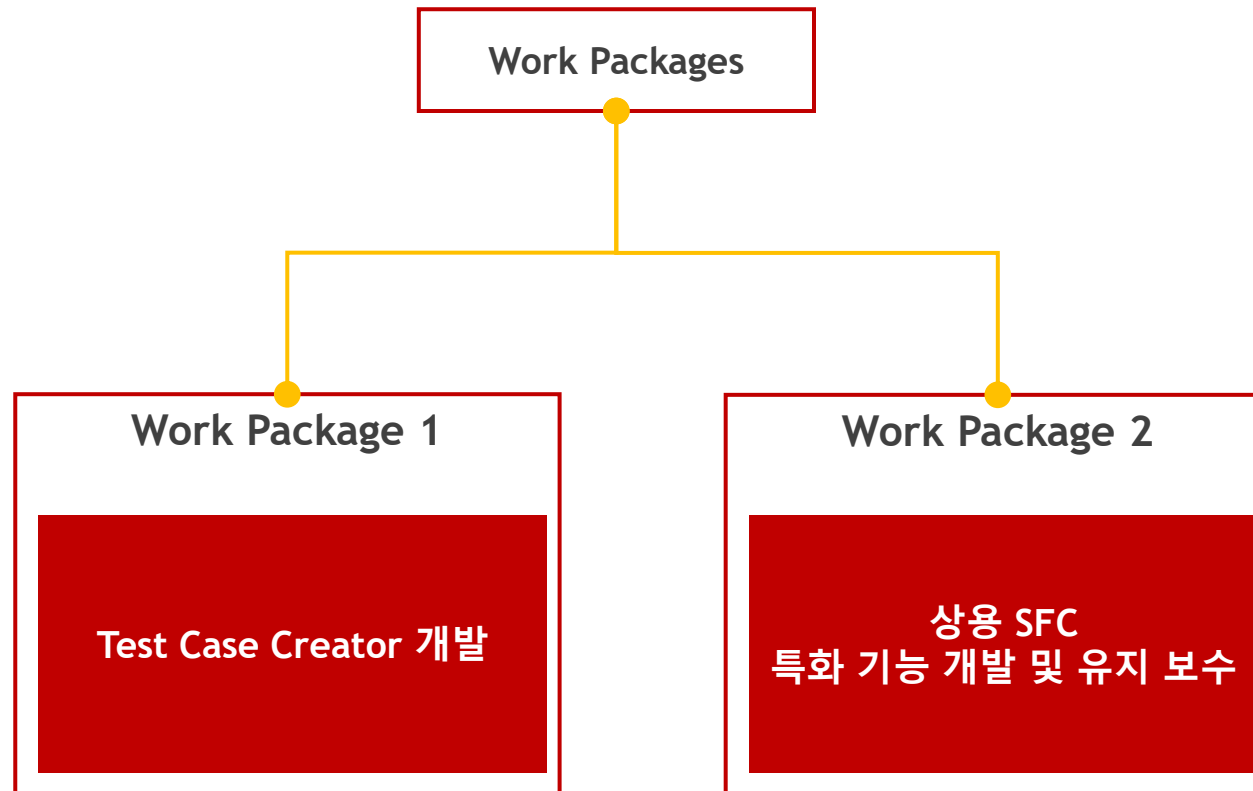 Work Packages
Work Package 1
Test Case Creator 개발
Work Package 2
상용 SFC
특화 기능 개발 및 유지 보수